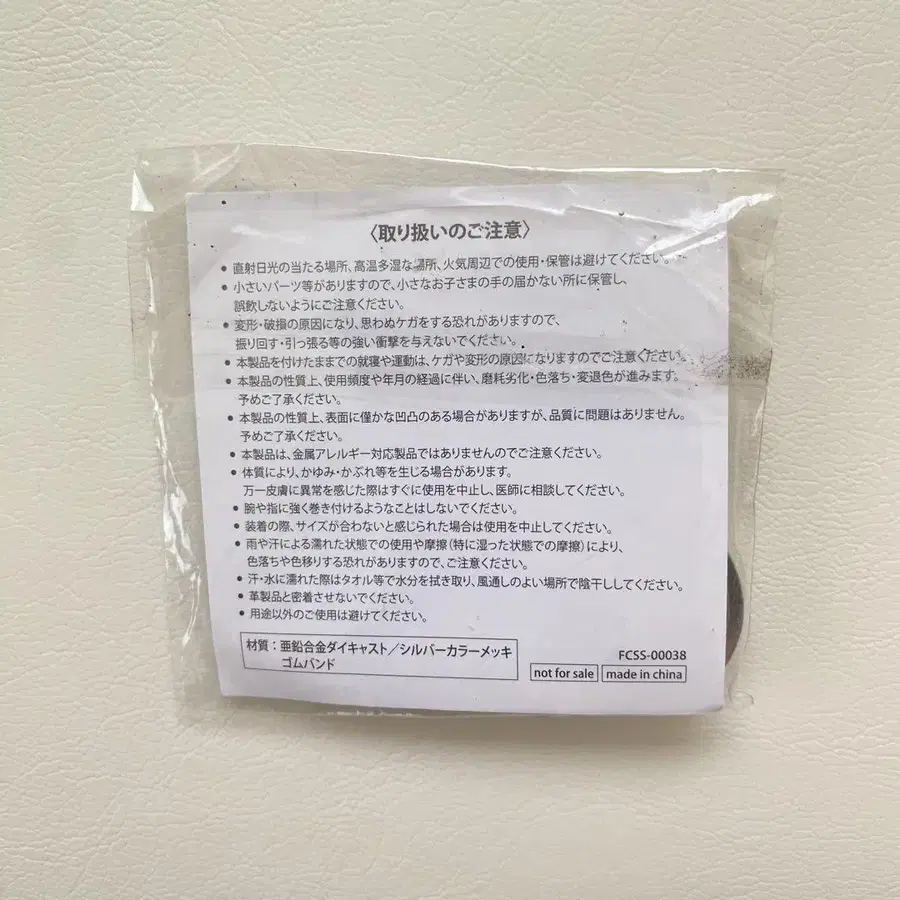 〈取り扱いのご注意〉
● 直射日光の当たる場所、高温多湿な場所、火気周辺での使用・保管は避けてください。
● 小さいパーツ等がありますので、小さなお子さまの手の届かない所に保管し、
誤飲しないようにご注意ください。
● 変形・破損の原因になり、思わぬケガをする恐れがありますので、
振り回す・引っ張る等の強い衝撃を与えないでください。
● 本製品を付けたままでの就寝や運動は、ケガや変形の原因になりますのでご注意ください。
● 本製品の性質上、使用頻度や年月の経過に伴い、磨耗劣化・色落ち・変退色が進みます。
予めご了承ください。
● 本製品の性質上、表面に僅かな凹凸のある場合がありますが、品質に問題はありません。
予めご了承ください。
● 本製品は、金属アレルギー対応製品ではありませんのでご注意ください。
● 体質により、かゆみ・かぶれ等を生じる場合があります。
万一皮膚に異常を感じた際はすぐに使用を中止し、医師に相談してください。
● 腕や指に強く巻き付けるようなことはしないでください。
● 装着の際、サイズが合わないと感じられた場合は使用を中止してください。
● 雨や汗による濡れた状態での使用や摩擦(特に湿った状態での摩擦)により、
色落ちや色移りする恐れがありますので、ご注意ください。
● 汗・水に濡れた際はタオル等で水分を拭き取り、風通しのよい場所で陰干ししてください。
● 革製品と密着させないでください。
● 用途以外のご使用は避けてください。
材質:亜鉛合金ダイキャスト/シルバーカラーメッキ
ゴムバンド
FCSS-00038
not for sale made in china